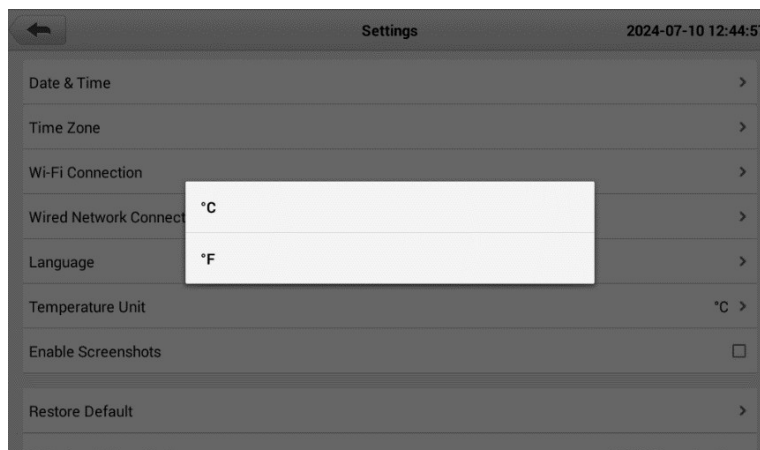 Settings
2024-07-10 12:44:5
Date & Time
Time Zone
Wi-Fi Connection
Wired Network Connect
Language
Temperature Unit °C
Enable Screenshots
Restore Default
°C
°F